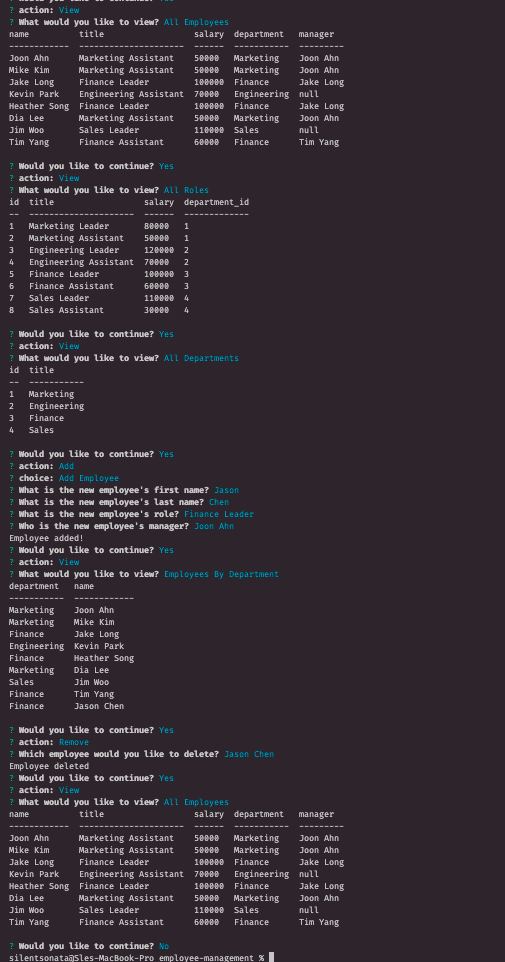 ? action: View
? What would you like to view? All Employees
name          title                  salary  department   manager
------------  ---------------------  ------  -----------  ---------
Joon Ahn      Marketing Assistant    50000   Marketing    Joon Ahn
Mike Kim      Marketing Assistant    50000   Marketing    Joon Ahn
Jake Long     Finance Leader         100000  Finance      Jake Long
Kevin Park    Engineering Assistant  70000   Engineering  null
Heather Song  Finance Leader         100000  Finance      Jake Long
Dia Lee       Marketing Assistant    50000   Marketing    Joon Ahn
Jim Woo       Sales Leader           110000  Sales        null
Tim Yang      Finance Assistant      60000   Finance      Tim Yang
? Would you like to continue? Yes
? action: View
? What would you like to view? All Roles
id  title                  salary  department_id
--  ---------------------  ------  -------------
1   Marketing Leader       80000   1
2   Marketing Assistant    50000   1
3   Engineering Leader     120000  2
4   Engineering Assistant  70000   2
5   Finance Leader         100000  3
6   Finance Assistant      60000   3
7   Sales Leader           110000  4
8   Sales Assistant        30000   4
? Would you like to continue? Yes
? action: View
? What would you like to view? All Departments
id  title
--  -----------
1   Marketing
2   Engineering
3   Finance
4   Sales
? Would you like to continue? Yes
? action: Add
? choice: Add Employee
? What is the new employee's first name? Jason
? What is the new employee's last name? Chen
? What is the new employee's role? Finance Leader
? Who is the new employee's manager? Joon Ahn
Employee added!
? Would you like to continue? Yes
? action: View
? What would you like to view? Employees By Department
department   name
-----------  ------------
Marketing    Joon Ahn
Marketing    Mike Kim
Finance      Jake Long
Engineering  Kevin Park
Finance      Heather Song
Marketing    Dia Lee
Sales        Jim Woo
Finance      Tim Yang
Finance      Jason Chen
? Would you like to continue? Yes
? action: Remove
? Which employee would you like to delete? Jason Chen
Employee deleted
? Would you like to continue? Yes
? action: View
? What would you like to view? All Employees
name          title                  salary  department   manager
------------  ---------------------  ------  -----------  ---------
Joon Ahn      Marketing Assistant    50000   Marketing    Joon Ahn
Mike Kim      Marketing Assistant    50000   Marketing    Joon Ahn
Jake Long     Finance Leader         100000  Finance      Jake Long
Kevin Park    Engineering Assistant  70000   Engineering  null
Heather Song  Finance Leader         100000  Finance      Jake Long
Dia Lee       Marketing Assistant    50000   Marketing    Joon Ahn
Jim Woo       Sales Leader           110000  Sales        null
Tim Yang      Finance Assistant      60000   Finance      Tim Yang
? Would you like to continue? No
silentsonata@Sles-MacBook-Pro employee-management %